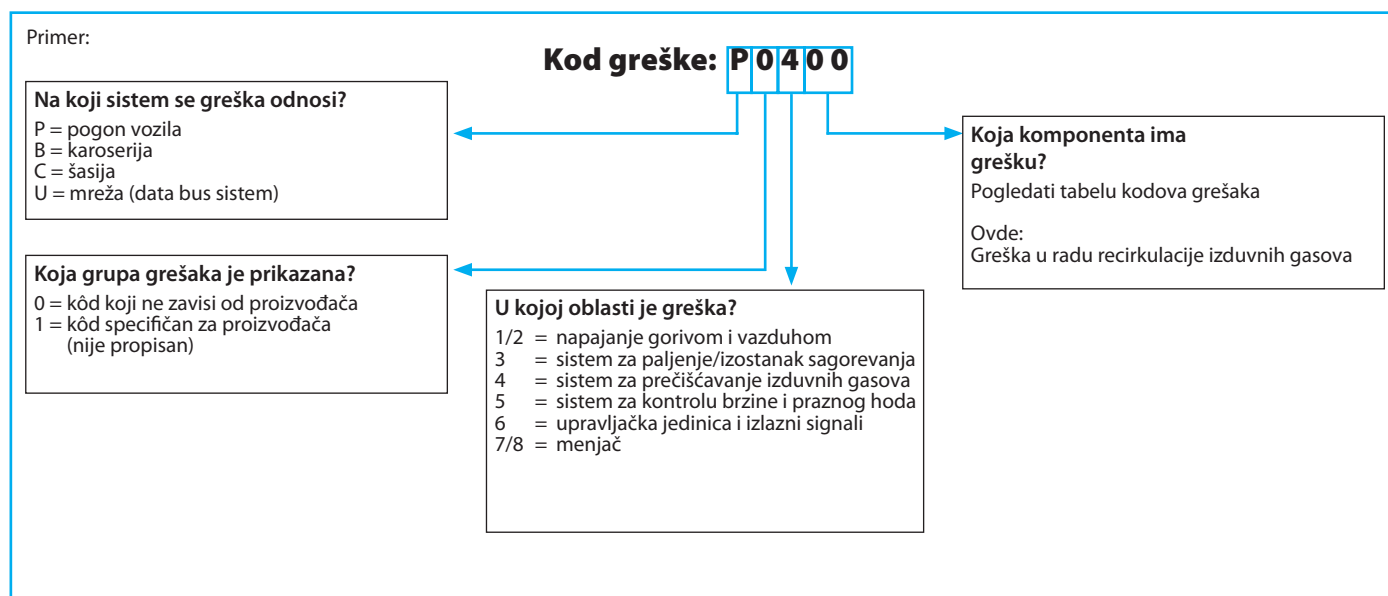 Primer:
Kod greške: P0400
Na koji sistem se greška odnosi?
P = pogon vozila
B = karoserija
C = šasija
U = mreža (data bus sistem)
Koja grupa grešaka je prikazana?
0 = kôd koji ne zavisi od proizvođača
1 = kôd specifičan za proizvođača
(nije propisan)
U kojoj oblasti je greška?
1/2 = napajanje gorivom i vazduhom
3 = sistem za paljenje/izostanak sagorevanja
4 = sistem za prečišćavanje izduvnih gasova
5 = sistem za kontrolu brzine i praznog hoda
6 = upravljačka jedinica i izlazni signali
7/8 = menjač
Koja komponenta ima
grešku?
Pogledati tabelu kodova grešaka
Ovde:
Greška u radu recirkulacije izduvnih gasova